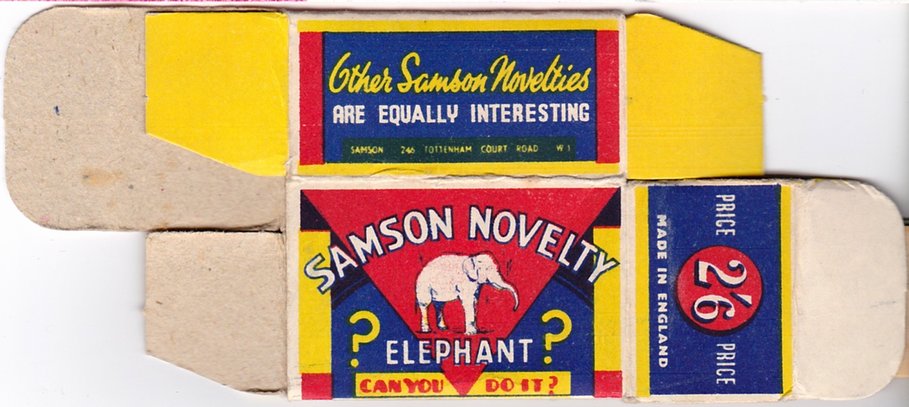 Other Samson Novelties
ARE EQUALLY INTERESTING
SAMSON 246 TOTTENHAM COURT ROAD W1
SAMSON NOVELTY
? ELEPHANT ?
CAN YOU DO IT?
PRICE 2/6 PRICE
MADE IN ENGLAND